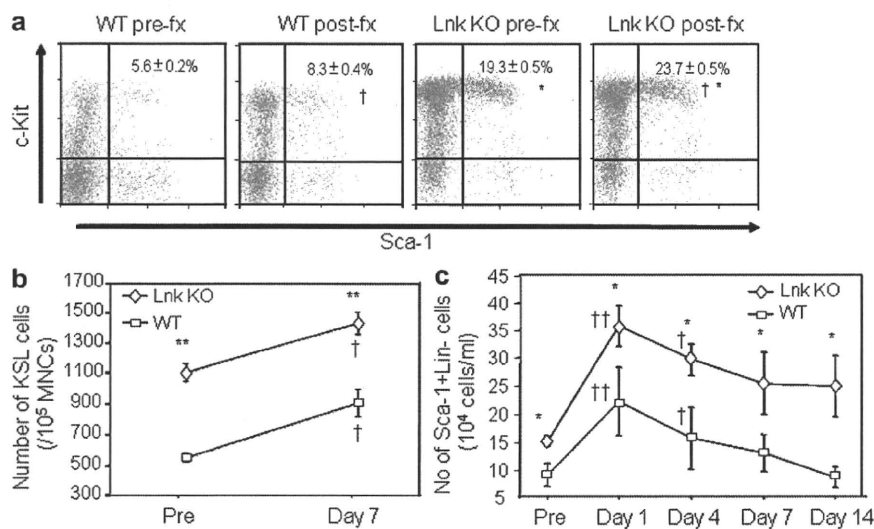 a
WT pre-fx WT post-fx Lnk KO pre-fx Lnk KO post-fx
5.6±0.2% 8.3±0.4% 19.3±0.5% 23.7±0.5%
† * † *
c-Kit
Sca-1
b
Number of KSL cells
(/10⁵ MNCs)
1700
1500
1300
1100
900
700
500
300
Lnk KO
WT
** **
† †
Pre Day 7
c
No of Sca-1+Lin- cells
(10⁴ cells/ml)
45
40
35
30
25
20
15
10
5
Lnk KO
WT
* * * * *
†† †
†† †
Pre Day 1 Day 4 Day 7 Day 14